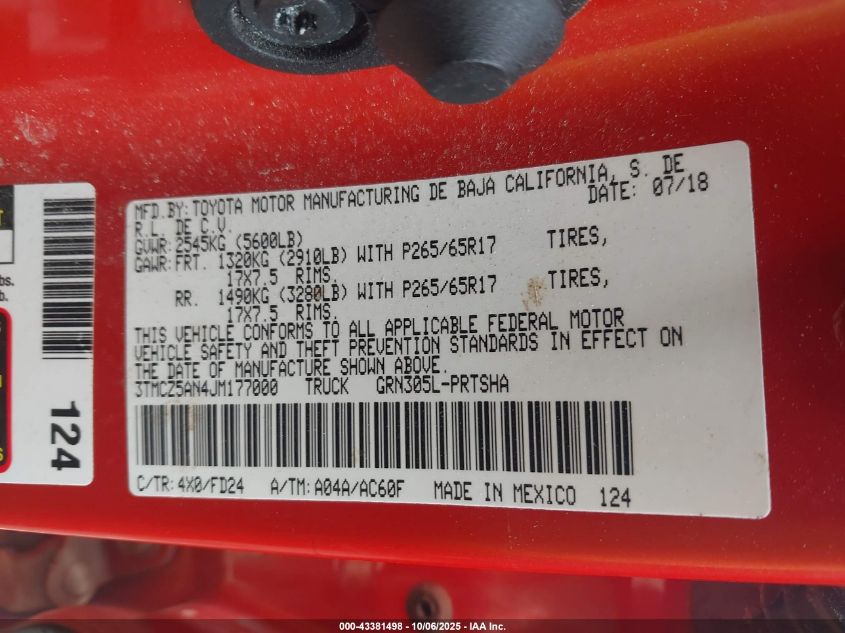 MFD.BY: TOYOTA MOTOR MANUFACTURING DE BAJA CALIFORNIA, S. DE
R.L. DE C.V. DATE: 07/18
GVWR: 2545KG (5600LB)
GAWR: FRT. 1320KG (2910LB) WITH P265/65R17 TIRES,
17X7.5 RIMS.
RR. 1490KG (3280LB) WITH P265/65R17 TIRES,
17X7.5 RIMS.
THIS VEHICLE CONFORMS TO ALL APPLICABLE FEDERAL MOTOR
VEHICLE SAFETY AND THEFT PREVENTION STANDARDS IN EFFECT ON
THE DATE OF MANUFACTURE SHOWN ABOVE.
3TMCZ5AN4JM177000 TRUCK GRN305L-PRTSHA
C/TR: 4X0/FD24 A/TM: A04A/AC60F MADE IN MEXICO 124
124
bs.
b.
000-43381498 • 10/06/2025 • IAA Inc.